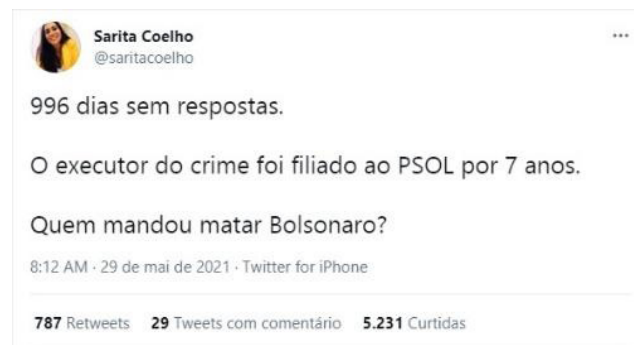 Sarita Coelho
@saritacoelho
996 dias sem respostas.
O executor do crime foi filiado ao PSOL por 7 anos.
Quem mandou matar Bolsonaro?
8:12 AM · 29 de mai de 2021 · Twitter for iPhone
787 Retweets 29 Tweets com comentário 5.231 Curtidas